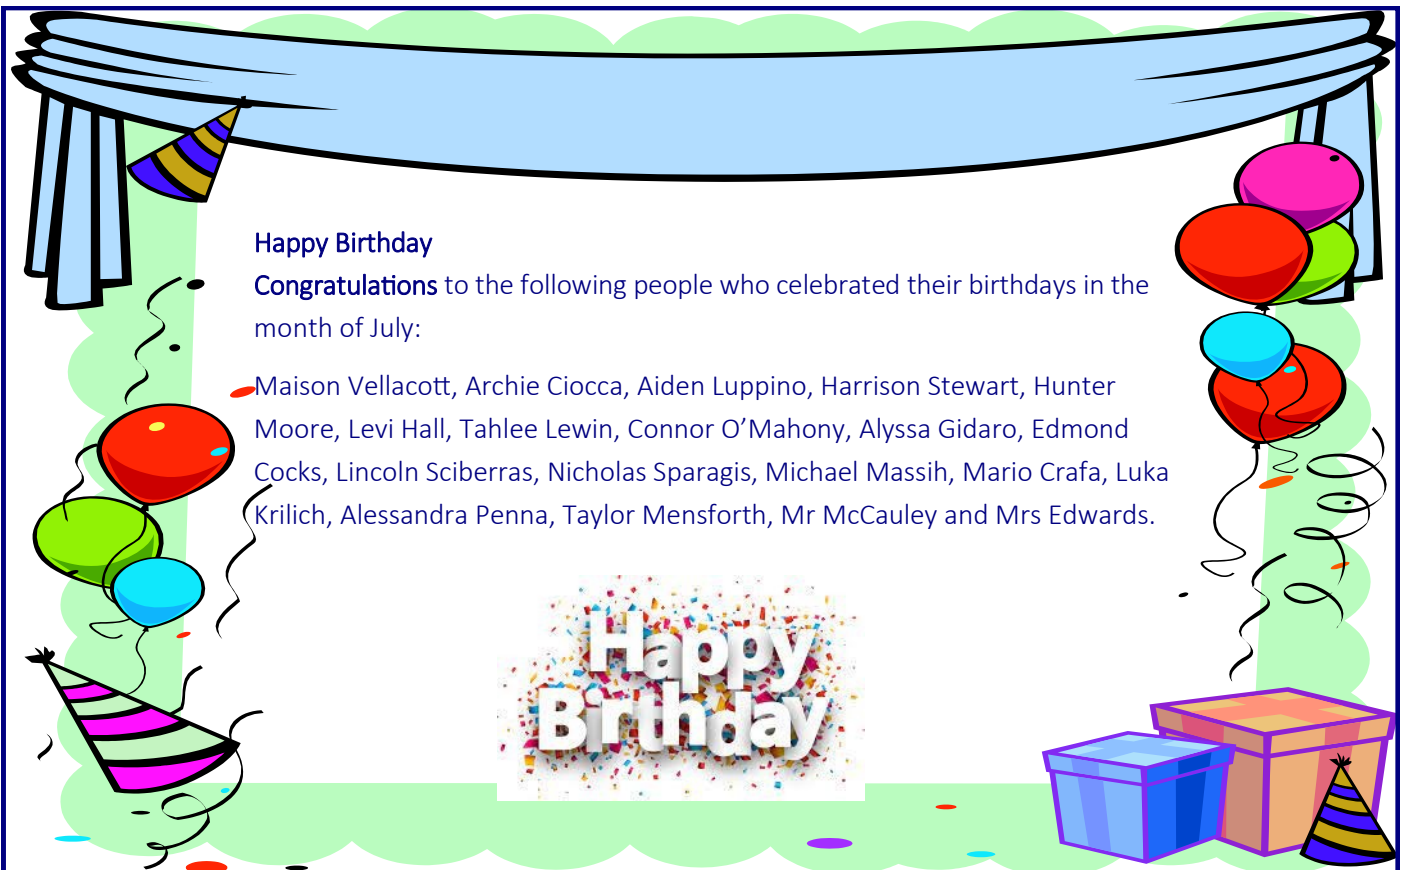 Happy Birthday
Congratulations to the following people who celebrated their birthdays in the
month of July:
Maison Vellacott, Archie Ciocca, Aiden Luppino, Harrison Stewart, Hunter
Moore, Levi Hall, Tahlee Lewin, Connor O’Mahony, Alyssa Gidaro, Edmond
Cocks, Lincoln Sciberras, Nicholas Sparagis, Michael Massih, Mario Crafa, Luka
Krilich, Alessandra Penna, Taylor Mensforth, Mr McCauley and Mrs Edwards.
Happy
Birthday